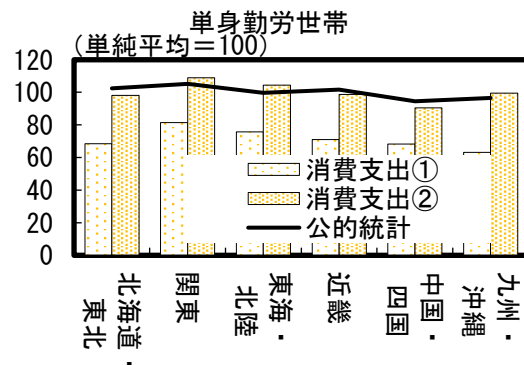 単身勤労世帯
(単純平均＝100)
120
100
80
60
40
20
0
消費支出①
消費支出②
公的統計
北海道・
東北
関東
東海・
北陸
近畿
中国・
四国
九州・
沖縄